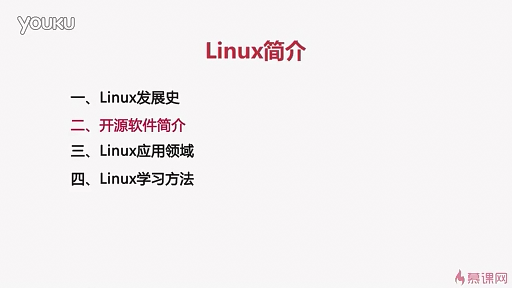 YOUKU
Linux简介
一、Linux发展史
二、开源软件简介
三、Linux应用领域
四、Linux学习方法
慕课网